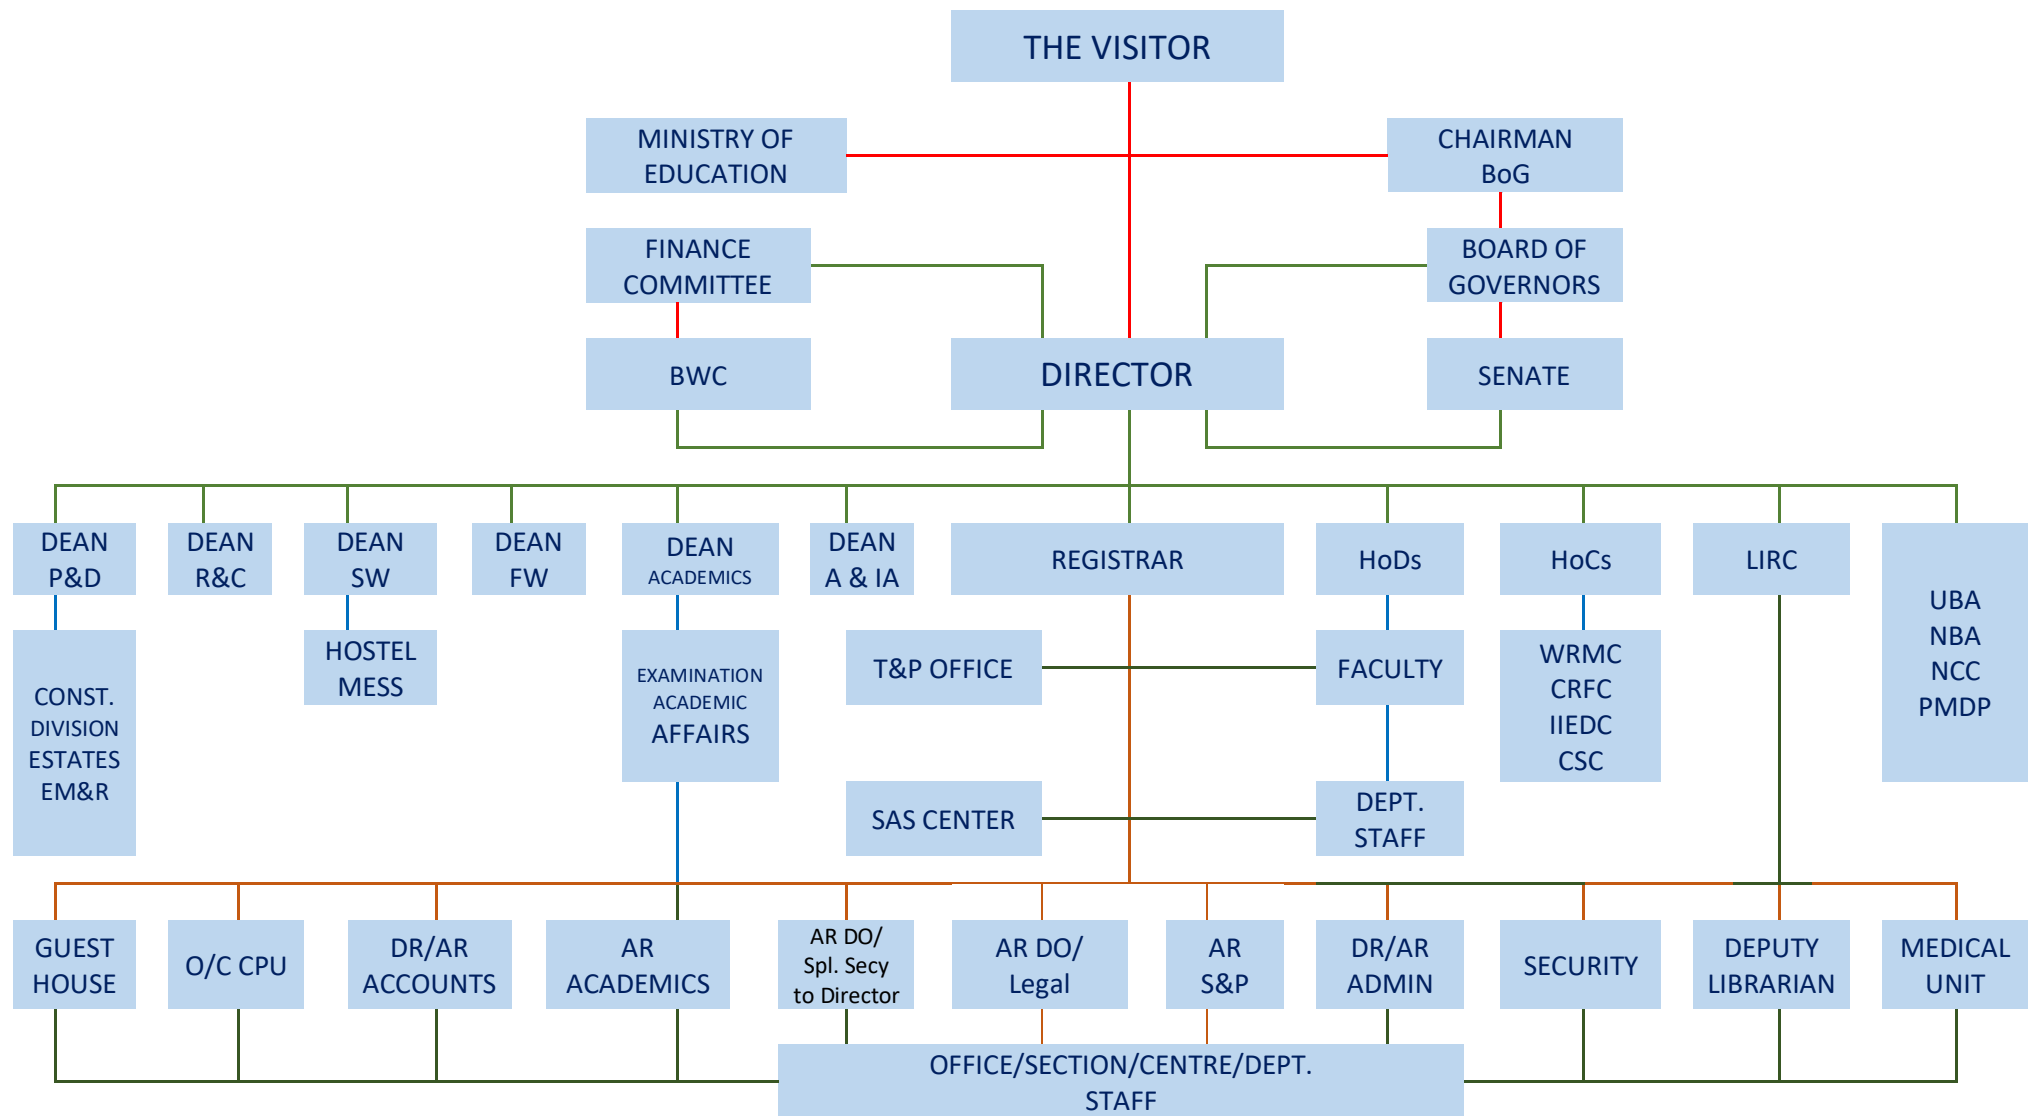 THE VISITOR
MINISTRY OF
EDUCATION
CHAIRMAN
BoG
FINANCE
COMMITTEE
BOARD OF
GOVERNORS
BWC
DIRECTOR
SENATE
DEAN
P&D
DEAN
R&C
DEAN
SW
DEAN
FW
DEAN
ACADEMICS
DEAN
A & IA
REGISTRAR
HoDs
HoCs
LIRC
UBA
NBA
NCC
PMDP
CONST.
DIVISION
ESTATES
EM&R
HOSTEL
MESS
EXAMINATION
ACADEMIC
AFFAIRS
T&P OFFICE
FACULTY
WRMC
CRFC
IIEDC
CSC
SAS CENTER
DEPT.
STAFF
GUEST
HOUSE
O/C CPU
DR/AR
ACCOUNTS
AR
ACADEMICS
AR DO/
Spl. Secy
to Director
AR DO/
Legal
AR
S&P
DR/AR
ADMIN
SECURITY
DEPUTY
LIBRARIAN
MEDICAL
UNIT
OFFICE/SECTION/CENTRE/DEPT.
STAFF